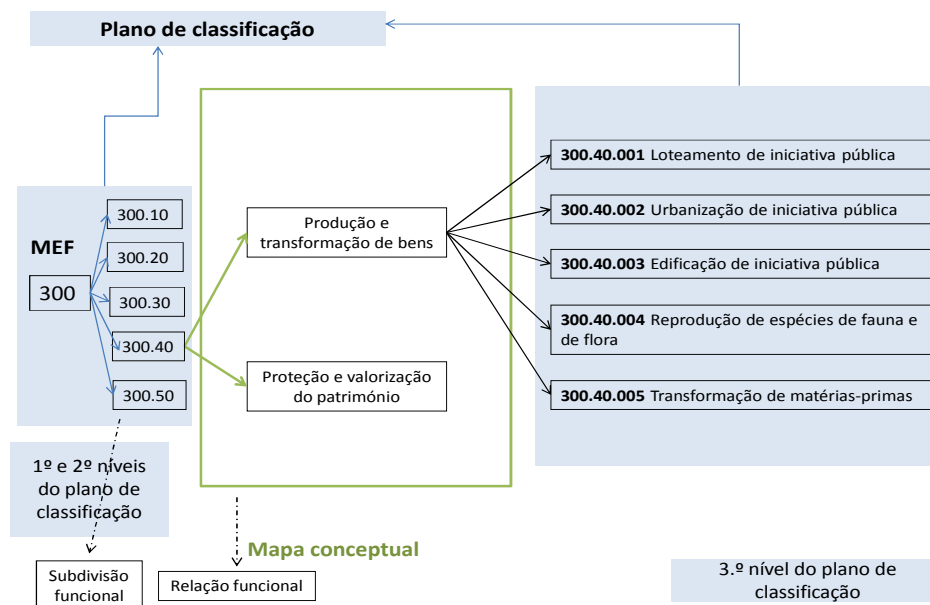 Plano de classificação
MEF
300
300.10
300.20
300.30
300.40
300.50
1º e 2º níveis
do plano de
classificação
Subdivisão
funcional
Produção e
transformação de bens
Proteção e valorização
do património
Mapa conceptual
Relação funcional
300.40.001 Loteamento de iniciativa pública
300.40.002 Urbanização de iniciativa pública
300.40.003 Edificação de iniciativa pública
300.40.004 Reprodução de espécies de fauna e
de flora
300.40.005 Transformação de matérias-primas
3.º nível do plano de
classificação